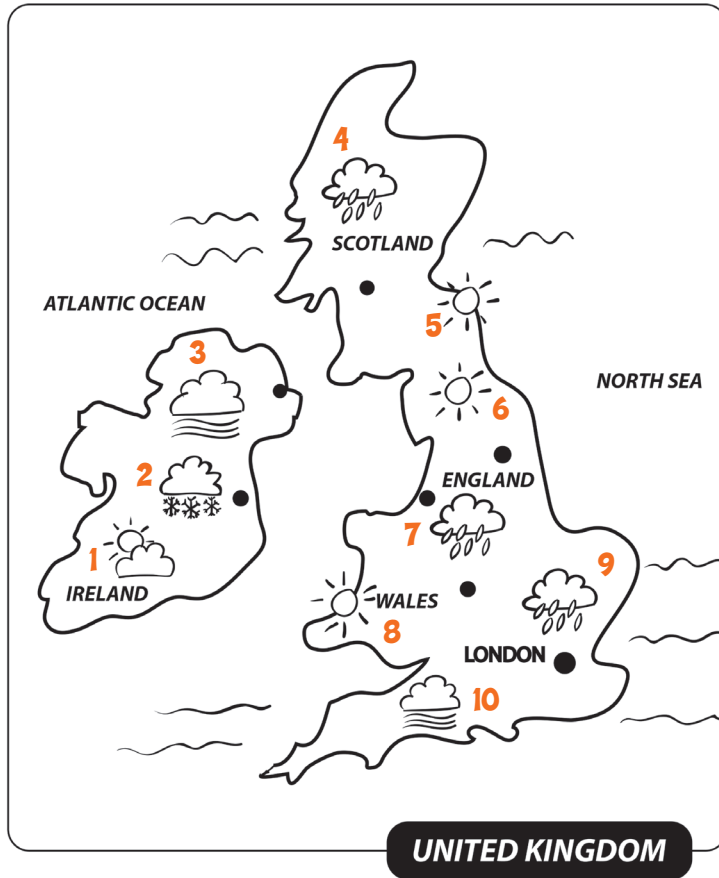 4
SCOTLAND
ATLANTIC OCEAN
5
3
NORTH SEA
6
2
ENGLAND
7
1
9
IRELAND
WALES
8
LONDON
10
UNITED KINGDOM